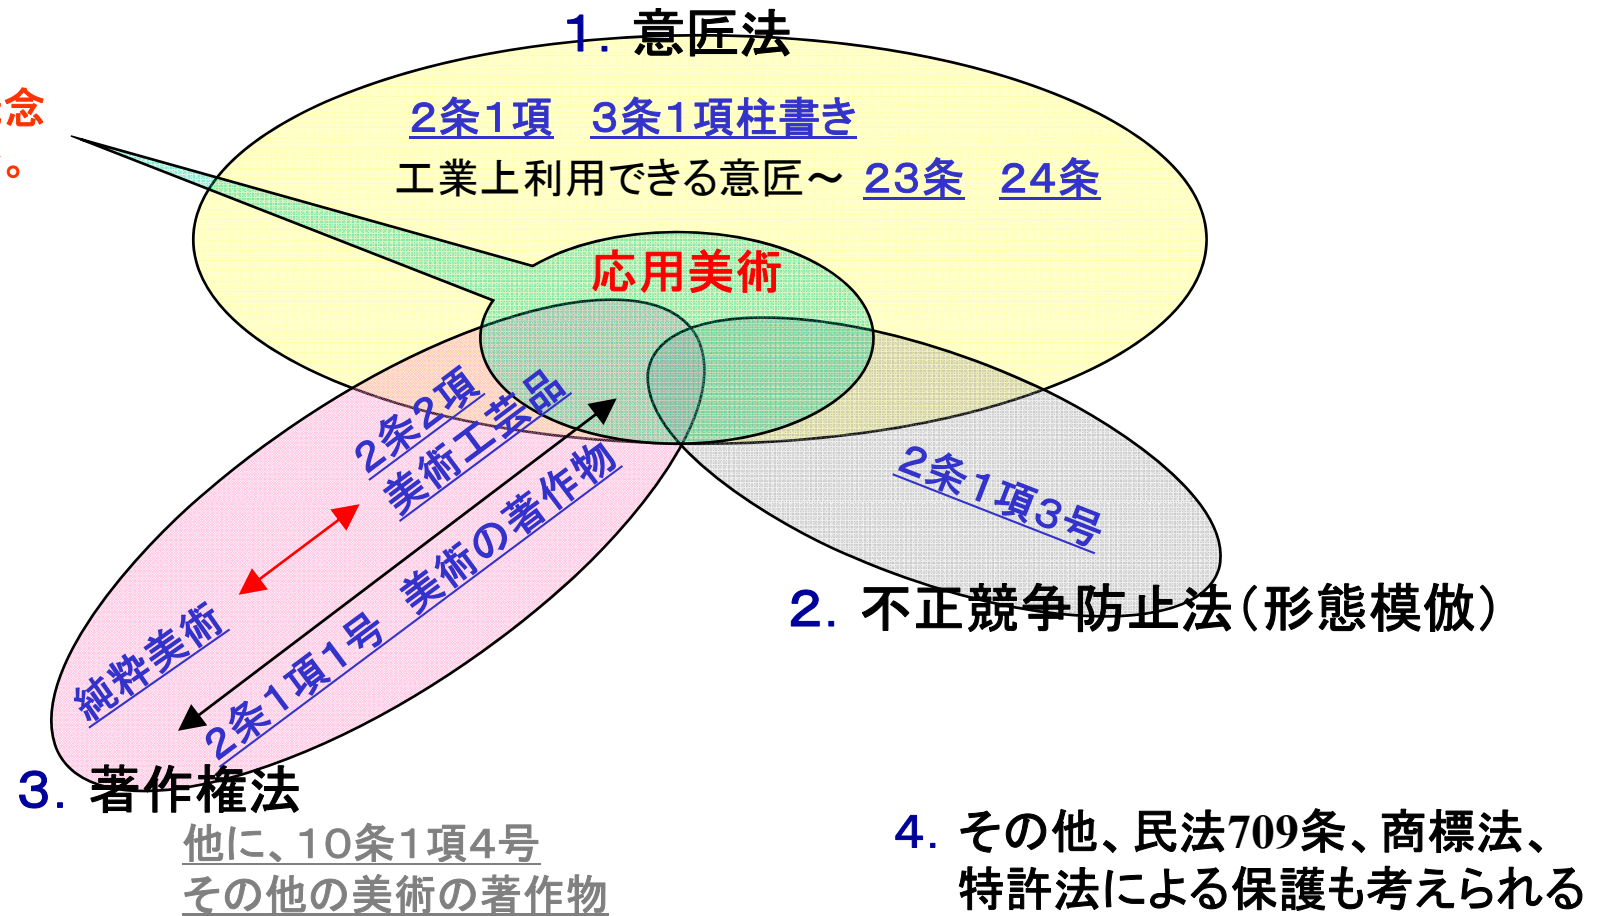 １．意匠法
念
。
２条１項　３条１項柱書き
工業上利用できる意匠～ ２３条　２４条
応用美術
２条２項
美術工芸品
２条１項１号　美術の著作物
純粋美術
２条１項３号
２．不正競争防止法（形態模倣）
３．著作権法
他に、１０条１項４号
その他の美術の著作物
４．その他、民法709条、商標法、
特許法による保護も考えられる